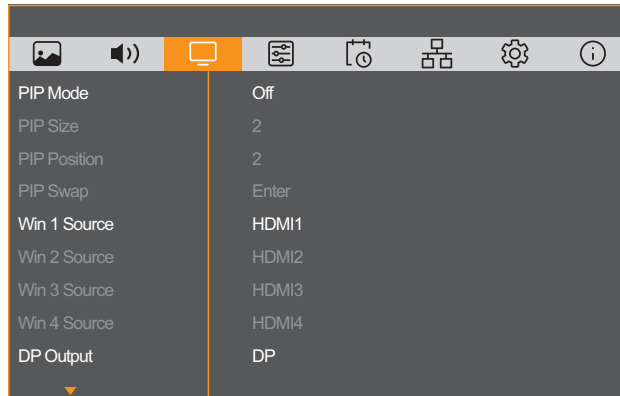 PIP Mode Off
PIP Size 2
PIP Position 2
PIP Swap Enter
Win 1 Source HDMI1
Win 2 Source HDMI2
Win 3 Source HDMI3
Win 4 Source HDMI4
DP Output DP